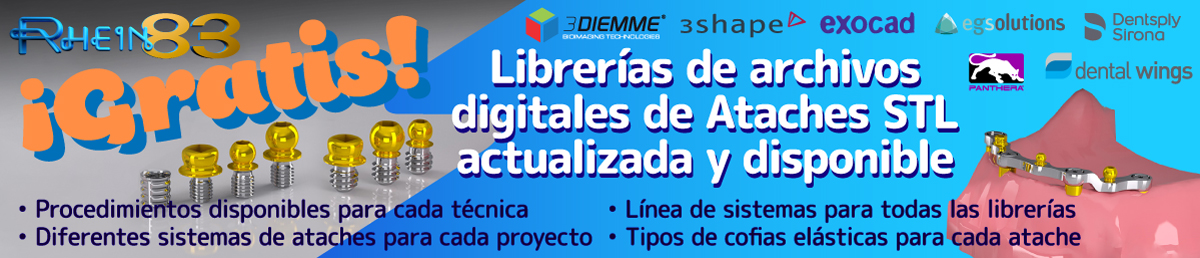 RHEIN83
¡Gratis!
3DIEMME®
BIOIMAGING TECHNOLOGIES
3shape
exocad
egsolutions
Dentsply
Sirona
PANTHERA
dental wings
Librerías de archivos
digitales de Ataches STL
actualizada y disponible
• Procedimientos disponibles para cada técnica
• Diferentes sistemas de ataches para cada proyecto
• Línea de sistemas para todas las librerías
• Tipos de cofias elásticas para cada atache